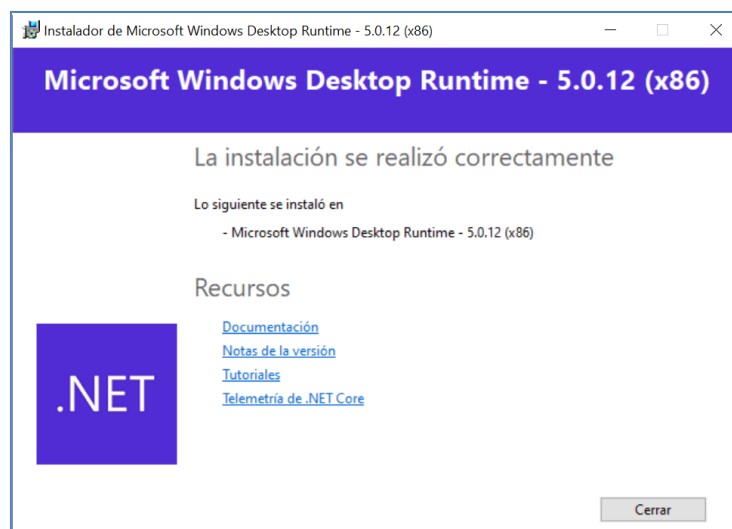 Instalador de Microsoft Windows Desktop Runtime - 5.0.12 (x86)
Microsoft Windows Desktop Runtime - 5.0.12 (x86)
La instalación se realizó correctamente
Lo siguiente se instaló en
- Microsoft Windows Desktop Runtime - 5.0.12 (x86)
Recursos
Documentación
Notas de la versión
Tutoriales
Telemetría de .NET Core
.NET
Cerrar